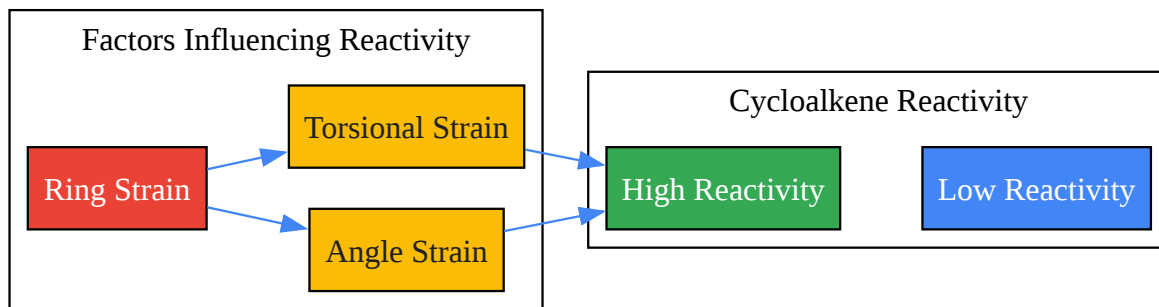 Factors Influencing Reactivity
Ring Strain
Torsional Strain
Angle Strain
Cycloalkene Reactivity
High Reactivity
Low Reactivity